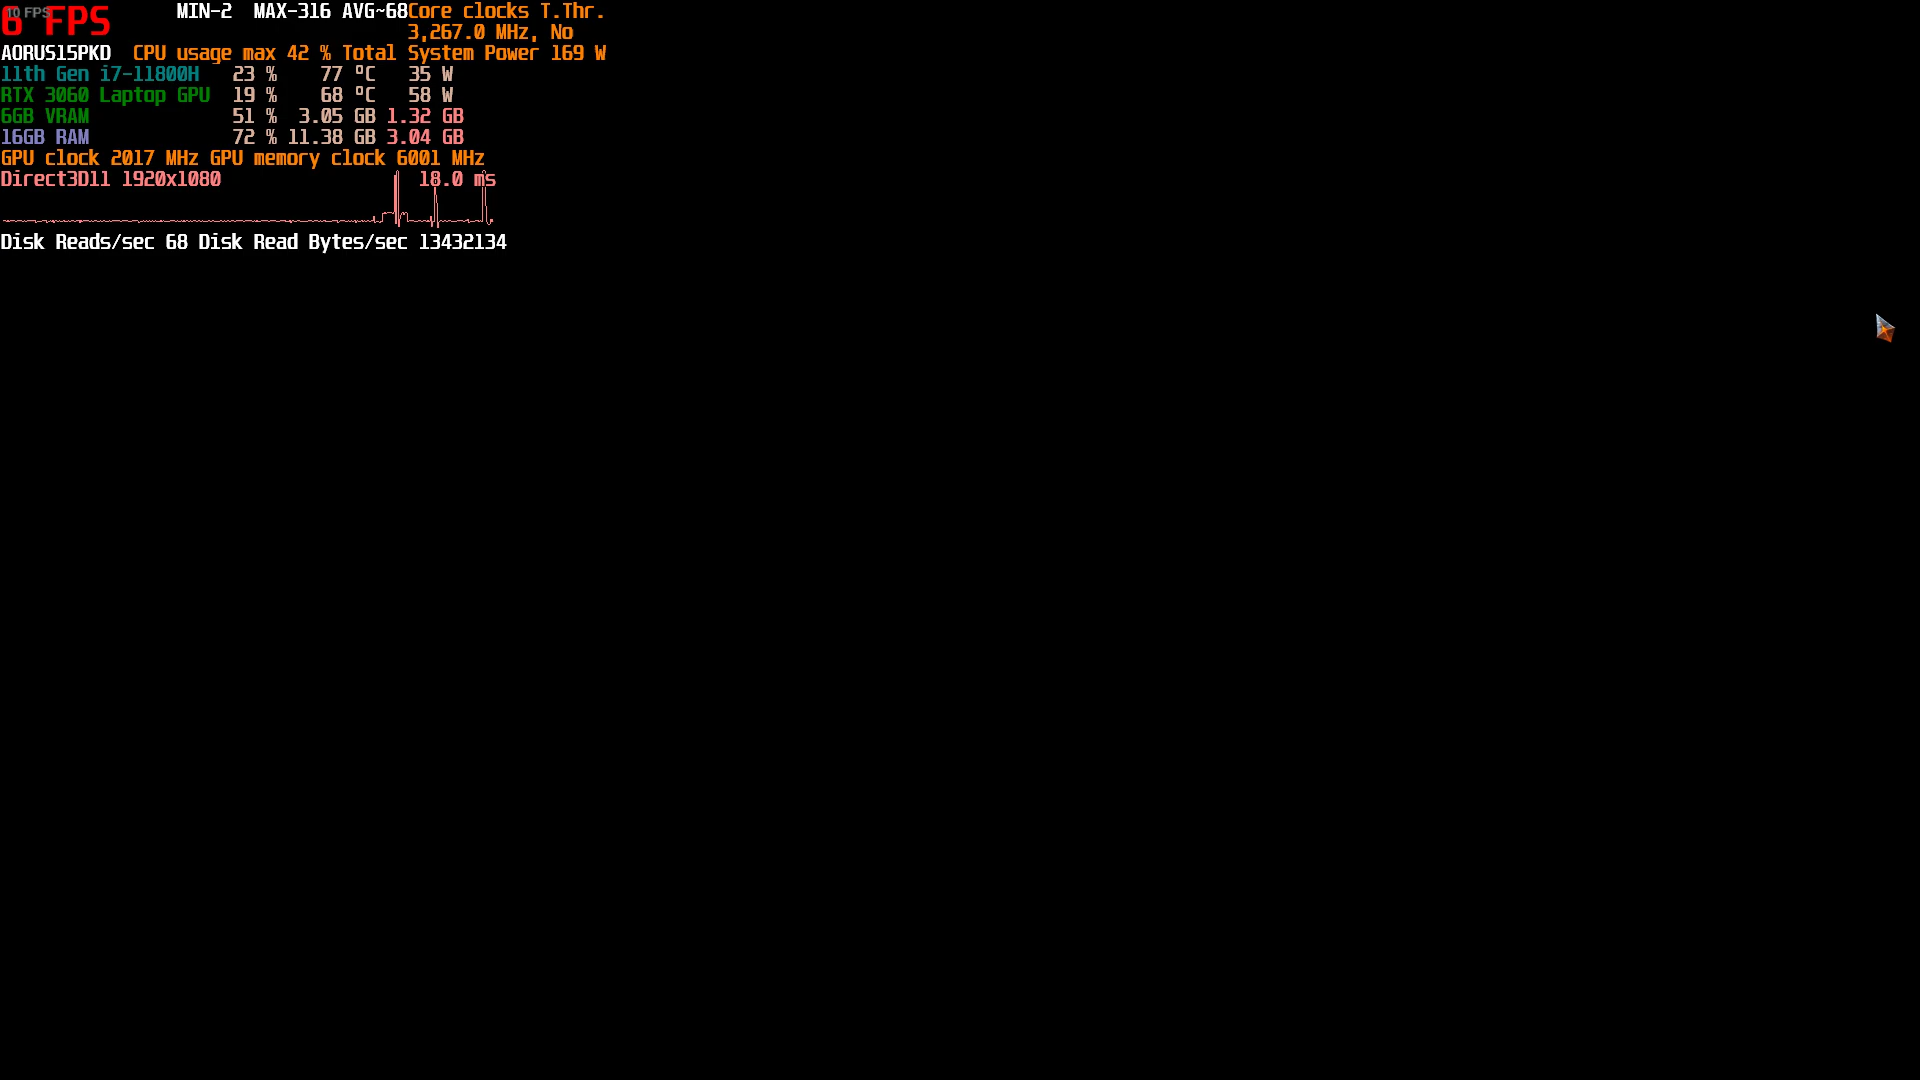 10 FPS
6 FPS MIN-2 MAX-316 AVG~68 Core clocks T.Thr.
3,267.0 MHz, No
AORUS15PKD CPU usage max 42 % Total System Power 169 W
11th Gen i7-11800H 23 % 77 °C 35 W
RTX 3060 Laptop GPU 19 % 68 °C 58 W
6GB VRAM 51 % 3.05 GB 1.32 GB
16GB RAM 72 % 11.38 GB 3.04 GB
GPU clock 2017 MHz GPU memory clock 6001 MHz
Direct3D11 1920x1080 18.0 ms
Disk Reads/sec 68 Disk Read Bytes/sec 13432134